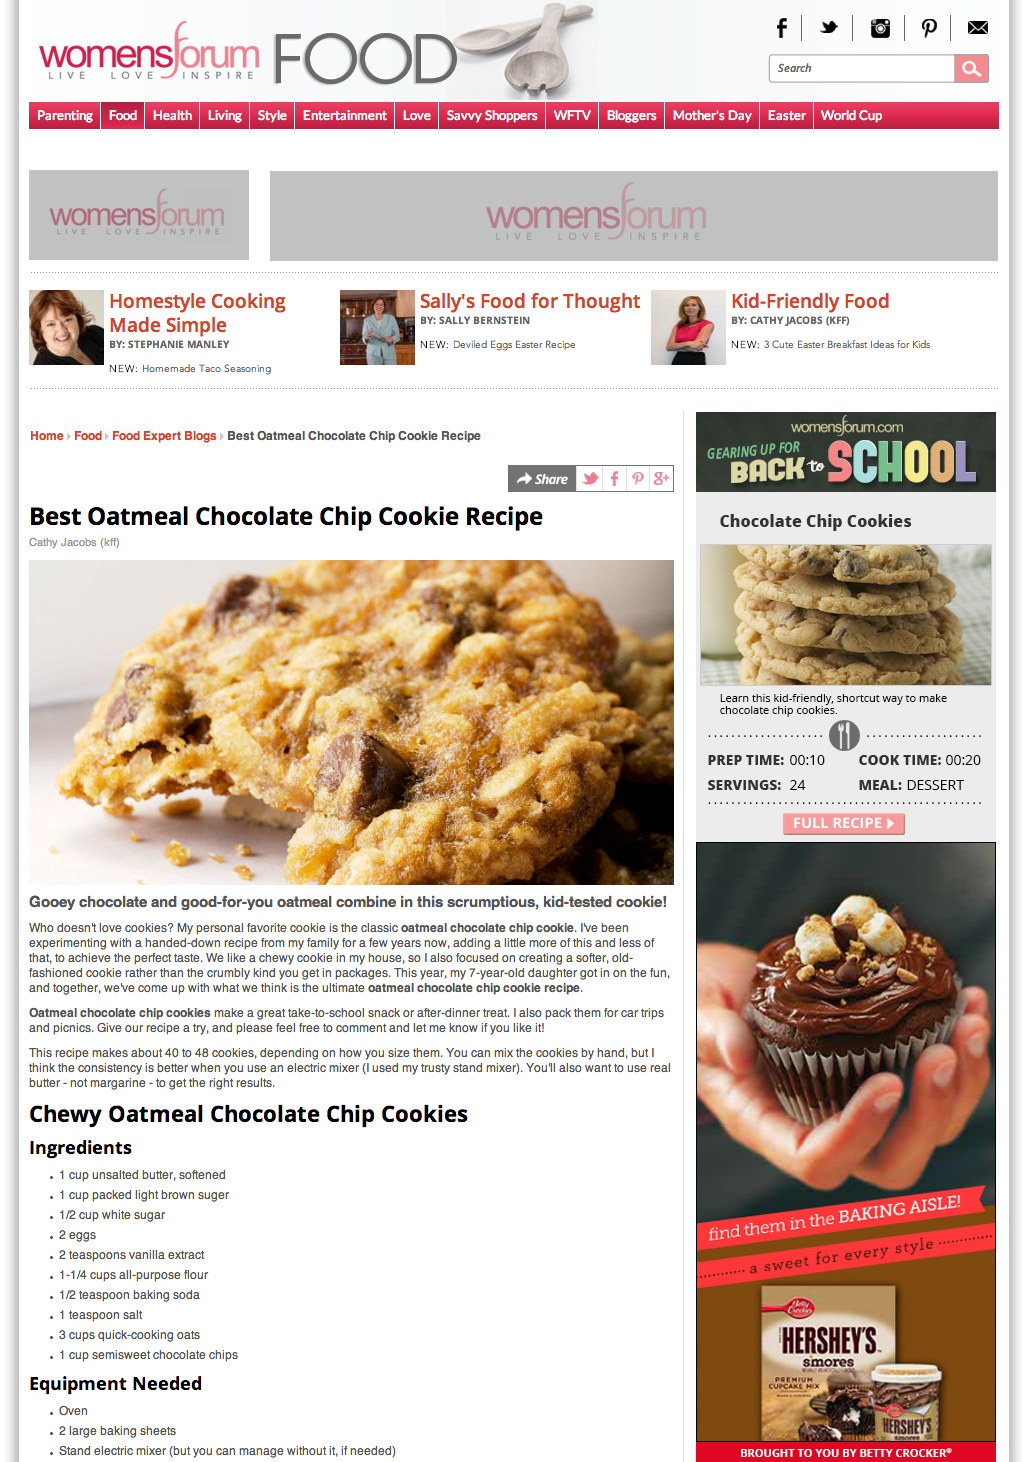 womensforum
LIVE LOVE INSPIRE
FOOD
Search
Parenting Food Health Living Style Entertainment Love Savvy Shoppers WFTV Bloggers Mother's Day Easter World Cup
womensforum
LIVE LOVE INSPIRE
womensforum
LIVE LOVE INSPIRE
Homestyle Cooking
Made Simple
BY: STEPHANIE MANLEY
NEW: Homemade Taco Seasoning
Sally's Food for Thought
BY: SALLY BERNSTEIN
NEW: Deviled Eggs Easter Recipe
Kid-Friendly Food
BY: CATHY JACOBS (KFF)
NEW: 3 Cute Easter Breakfast Ideas for Kids
Home Food Food Expert Blogs Best Oatmeal Chocolate Chip Cookie Recipe
Share
Best Oatmeal Chocolate Chip Cookie Recipe
Cathy Jacobs (kff)
Gooey chocolate and good-for-you oatmeal combine in this scrumptious, kid-tested cookie!
Who doesn't love cookies? My personal favorite cookie is the classic oatmeal chocolate chip cookie. I've been
experimenting with a handed-down recipe from my family for a few years now, adding a little more of this and less of
that, to achieve the perfect taste. We like a chewy cookie in my house, so I also focused on creating a softer, old-
fashioned cookie rather than the crumbly kind you get in packages. This year, my 7-year-old daughter got in on the fun,
and together, we've come up with what we think is the ultimate oatmeal chocolate chip cookie recipe.
Oatmeal chocolate chip cookies make a great take-to-school snack or after-dinner treat. I also pack them for car trips
and picnics. Give our recipe a try, and please feel free to comment and let me know if you like it!
This recipe makes about 40 to 48 cookies, depending on how you size them. You can mix the cookies by hand, but I
think the consistency is better when you use an electric mixer (I used my trusty stand mixer). You'll also want to use real
butter - not margarine - to get the right results.
Chewy Oatmeal Chocolate Chip Cookies
Ingredients
1 cup unsalted butter, softened
1 cup packed light brown suger
1/2 cup white sugar
2 eggs
2 teaspoons vanilla extract
1-1/4 cups all-purpose flour
1/2 teaspoon baking soda
1 teaspoon salt
3 cups quick-cooking oats
1 cup semisweet chocolate chips
Equipment Needed
Oven
2 large baking sheets
Stand electric mixer (but you can manage without it, if needed)
womensforum.com
GEARING UP FOR
BACK to SCHOOL
Chocolate Chip Cookies
Learn this kid-friendly, shortcut way to make
chocolate chip cookies.
PREP TIME: 00:10 COOK TIME: 00:20
SERVINGS: 24 MEAL: DESSERT
FULL RECIPE
find them in the BAKING AISLE!
a sweet for every style
Betty Crocker
HERSHEY'S
smores
PREMIUM
CUPCAKE MIX
HERSHEY'S
smores
BROUGHT TO YOU BY BETTY CROCKER®